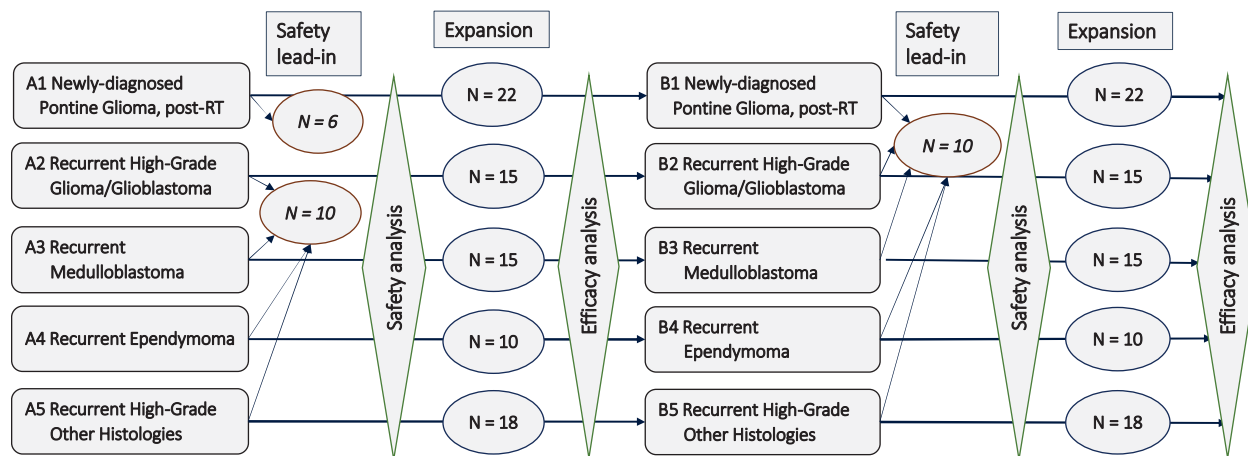 Safety
lead-in
Expansion
Safety
lead-in
Expansion
A1 Newly-diagnosed
Pontine Glioma, post-RT
N = 6
N = 22
B1 Newly-diagnosed
Pontine Glioma, post-RT
N = 10
N = 22
A2 Recurrent High-Grade
Glioma/Glioblastoma
N = 10
N = 15
B2 Recurrent High-Grade
Glioma/Glioblastoma
N = 15
A3 Recurrent
Medulloblastoma
Safety analysis
N = 15
Efficacy analysis
B3 Recurrent
Medulloblastoma
Safety analysis
N = 15
Efficacy analysis
A4 Recurrent Ependymoma
N = 10
B4 Recurrent
Ependymoma
N = 10
A5 Recurrent High-Grade
Other Histologies
N = 18
B5 Recurrent High-Grade
Other Histologies
N = 18